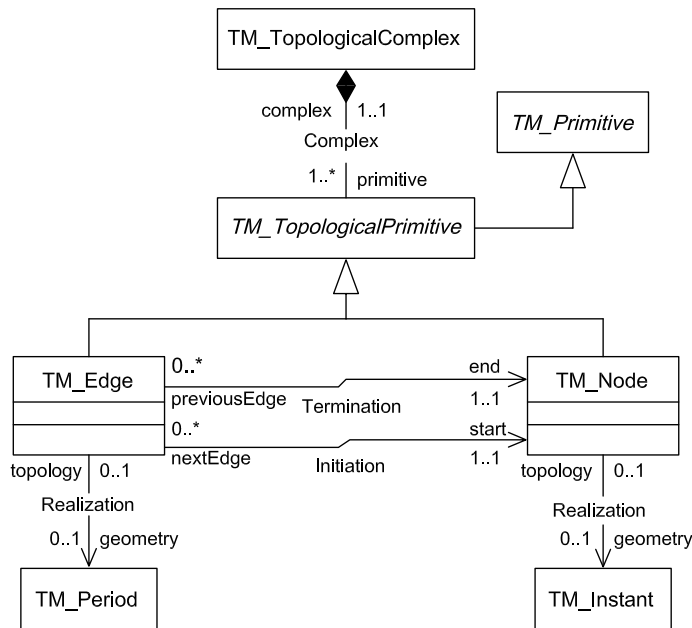 TM_TopologicalComplex
complex 1..1
Complex
1..* primitive
TM_Primitive
TM_TopologicalPrimitive
TM_Edge
0..*
previousEdge
Termination
end
1..1
TM_Node
0..*
nextEdge
Initiation
start
1..1
topology 0..1
Realization
0..1 geometry
TM_Period
topology 0..1
Realization
0..1 geometry
TM_Instant